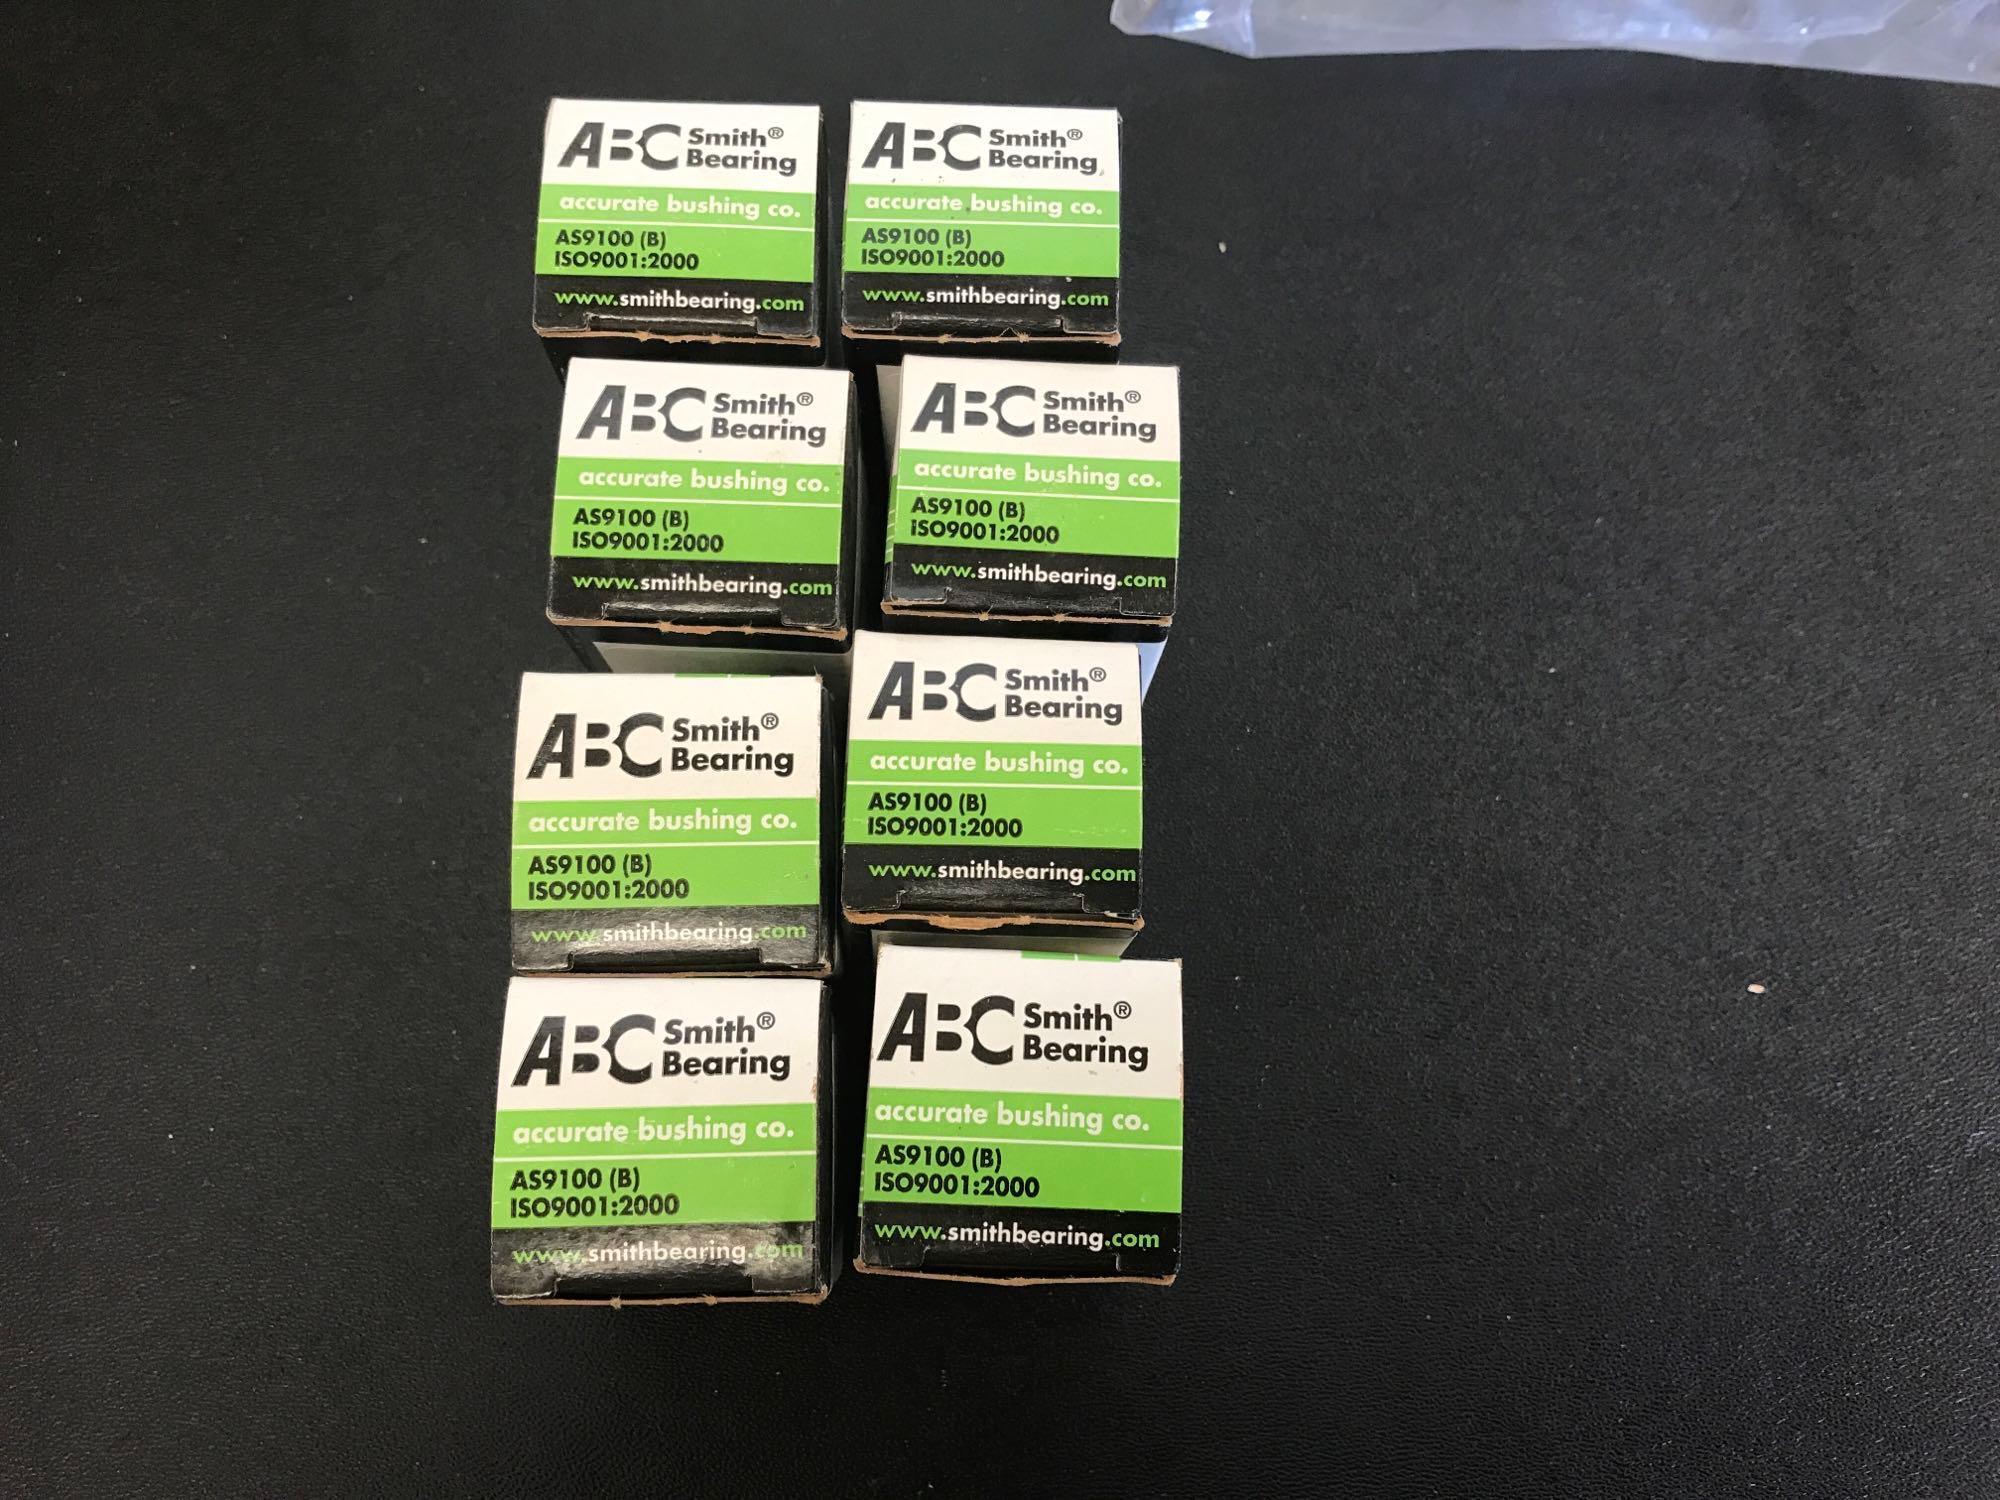 ABC Smith® Bearing
accurate bushing co.
AS9100 (B)
ISO9001:2000
www.smithbearing.com
ABC Smith® Bearing
accurate bushing co.
AS9100 (B)
ISO9001:2000
www.smithbearing.com
ABC Smith® Bearing
accurate bushing co.
AS9100 (B)
ISO9001:2000
www.smithbearing.com
ABC Smith® Bearing
accurate bushing co.
AS9100 (B)
ISO9001:2000
www.smithbearing.com
ABC Smith® Bearing
accurate bushing co.
AS9100 (B)
ISO9001:2000
www.smithbearing.com
ABC Smith® Bearing
accurate bushing co.
AS9100 (B)
ISO9001:2000
www.smithbearing.com
ABC Smith® Bearing
accurate bushing co.
AS9100 (B)
ISO9001:2000
www.smithbearing.com
ABC Smith® Bearing
accurate bushing co.
AS9100 (B)
ISO9001:2000
www.smithbearing.com